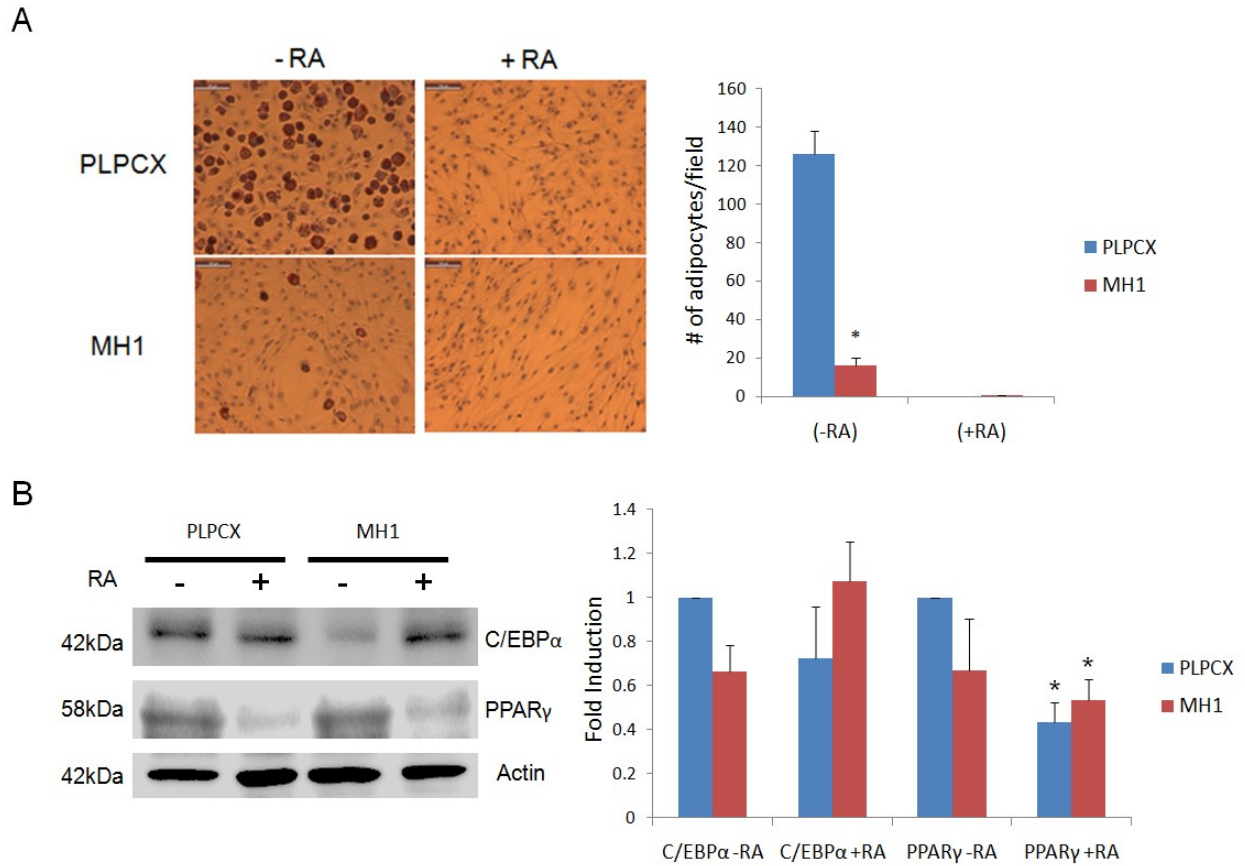 A
- RA
+ RA
PLPCX
MH1
# of adipocytes/field
160
140
120
100
80
60
40
20
0
*
(-RA)
(+RA)
PLPCX
MH1
B
PLPCX
MH1
RA
-
+
-
+
42kDa
C/EBPα
58kDa
PPARγ
42kDa
Actin
Fold Induction
1.4
1.2
1
0.8
0.6
0.4
0.2
0
*
*
C/EBPα -RA
C/EBPα +RA
PPARγ -RA
PPARγ +RA
PLPCX
MH1